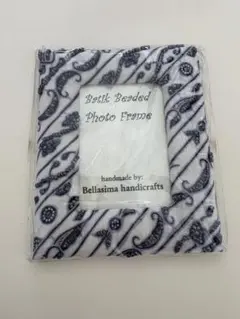 Batik Beaded
Photo Frame
handmade by:
Bellasima handicrafts